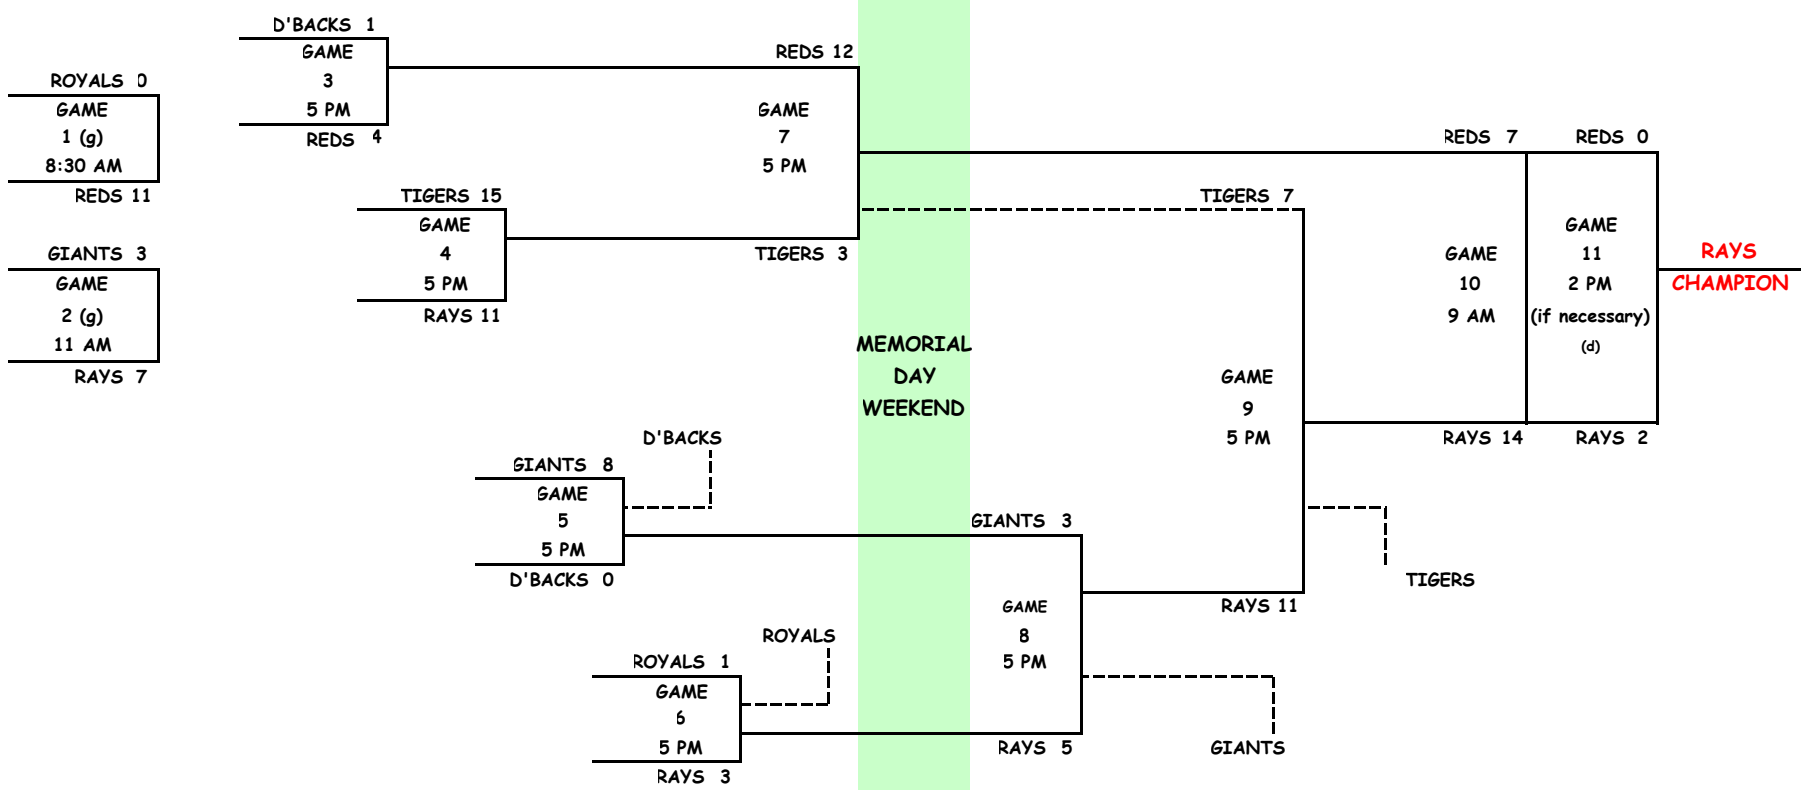 D'BACKS 1
GAME
3
5 PM
REDS 4
ROYALS 0
GAME
1 (g)
8:30 AM
REDS 11
GIANTS 3
GAME
2 (g)
11 AM
RAYS 7
TIGERS 15
GAME
4
5 PM
RAYS 11
REDS 12
GAME
7
5 PM
TIGERS 3
MEMORIAL
DAY
WEEKEND
D'BACKS
GIANTS 8
GAME
5
5 PM
D'BACKS 0
ROYALS
ROYALS 1
GAME
6
5 PM
RAYS 3
GIANTS 3
GAME
8
5 PM
RAYS 5
GIANTS
TIGERS 7
GAME
9
5 PM
RAYS 11
TIGERS
REDS 7
GAME
10
9 AM
RAYS 14
REDS 0
GAME
11
2 PM
(if necessary)
(d)
RAYS 2
RAYS
CHAMPION